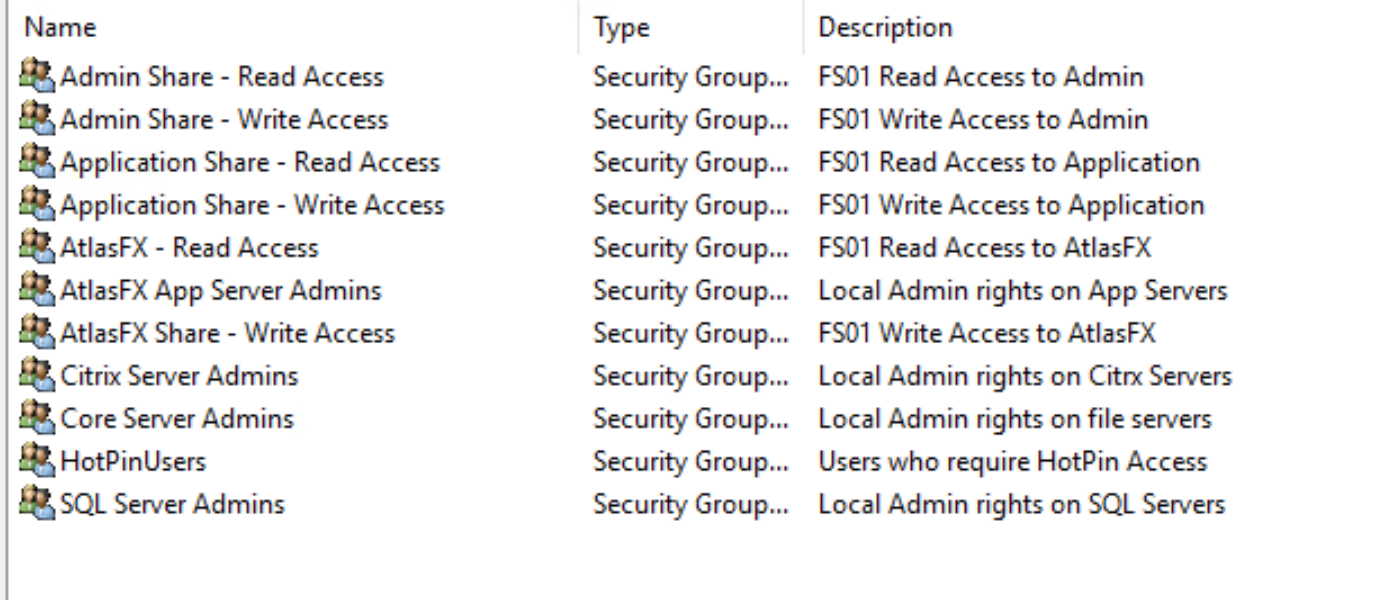 Name Type Description
Admin Share - Read Access Security Group... FS01 Read Access to Admin
Admin Share - Write Access Security Group... FS01 Write Access to Admin
Application Share - Read Access Security Group... FS01 Read Access to Application
Application Share - Write Access Security Group... FS01 Write Access to Application
AtlasFX - Read Access Security Group... FS01 Read Access to AtlasFX
AtlasFX App Server Admins Security Group... Local Admin rights on App Servers
AtlasFX Share - Write Access Security Group... FS01 Write Access to AtlasFX
Citrix Server Admins Security Group... Local Admin rights on Citrx Servers
Core Server Admins Security Group... Local Admin rights on file servers
HotPinUsers Security Group... Users who require HotPin Access
SQL Server Admins Security Group... Local Admin rights on SQL Servers